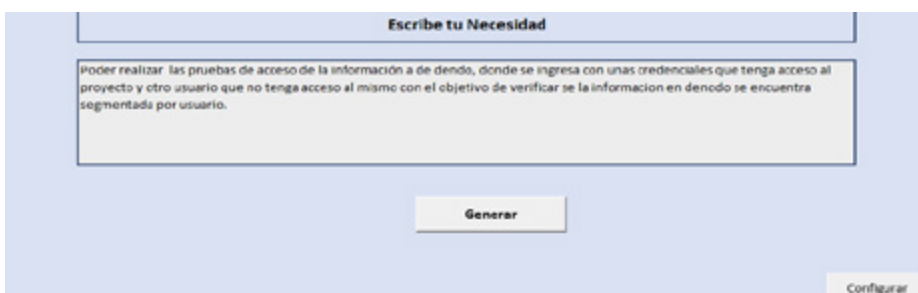 Escribe tu Necesidad
Poder realizar las pruebas de acceso de la información a de dendo, donde se ingresa con unas credenciales que tenga acceso al
proyecto y otro usuario que no tenga acceso al mismo con el objetivo de verificar se la informacion en denodo se encuentra
segmentada por usuario.
Generar
Configurar